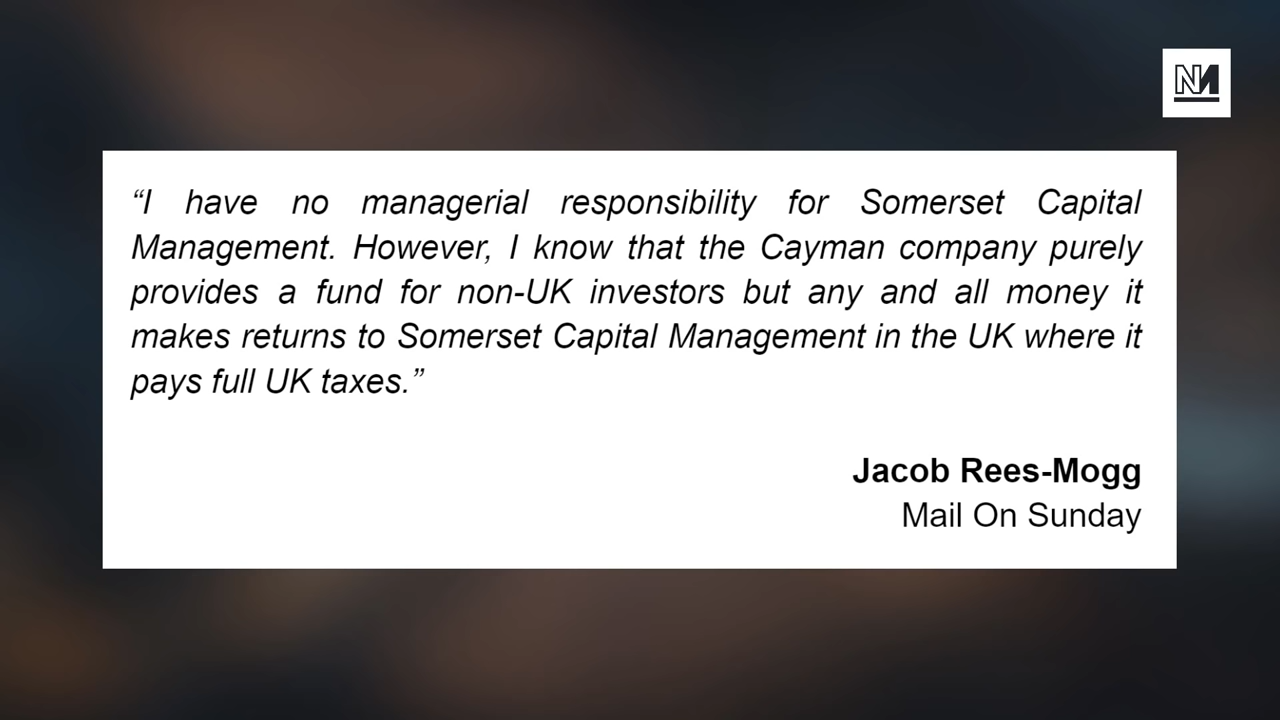 NM
“I have no managerial responsibility for Somerset Capital
Management. However, I know that the Cayman company purely
provides a fund for non-UK investors but any and all money it
makes returns to Somerset Capital Management in the UK where it
pays full UK taxes.”
Jacob Rees-Mogg
Mail On Sunday